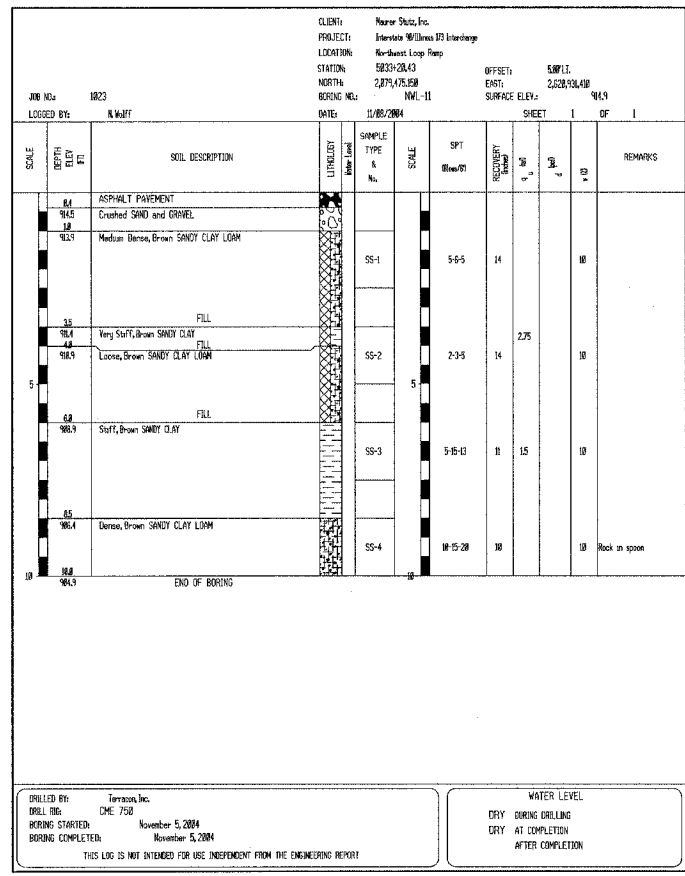 CLIENT: Maurer Stutz, Inc.
PROJECT: Interstate 90/Illinois 173 Interchange
LOCATION: Northwest Loop Ramp
STATION: 5033+20.43 OFFSET: 5.00' LT.
NORTH: 2,079,475.150 EAST: 2,620,931.410
JOB NO.: 1023 BORING NO.: NWL-11 SURFACE ELEV.: 914.9
LOGGED BY: N. Wolff DATE: 11/08/2004 SHEET 1 OF 1
SCALE DEPTH ELEV (FT) SOIL DESCRIPTION LITHOLOGY Water Level SAMPLE TYPE & No. SCALE SPT (Blows/6") RECOVERY (inches) q u (tsf) d (pcf) w (%) REMARKS
0.4 ASPHALT PAVEMENT
914.5 Crushed SAND and GRAVEL
1.0
913.9 Medium Dense, Brown SANDY CLAY LOAM
SS-1 5-6-5 14 10
3.5 FILL
911.4 Very Stiff, Brown SANDY CLAY 2.75
4.0 FILL
910.9 Loose, Brown SANDY CLAY LOAM SS-2 2-3-5 14 10
5 5
6.0 FILL
908.9 Stiff, Brown SANDY CLAY
SS-3 5-15-13 11 1.5 10
8.5
906.4 Dense, Brown SANDY CLAY LOAM
SS-4 10-15-20 10 10 Rock in spoon
10 10.0 10
904.9 END OF BORING
DRILLED BY: Terracon, Inc.
DRILL RIG: CME 750
BORING STARTED: November 5, 2004
BORING COMPLETED: November 5, 2004
THIS LOG IS NOT INTENDED FOR USE INDEPENDENT FROM THE ENGINEERING REPORT
WATER LEVEL
DRY DURING DRILLING
DRY AT COMPLETION
AFTER COMPLETION